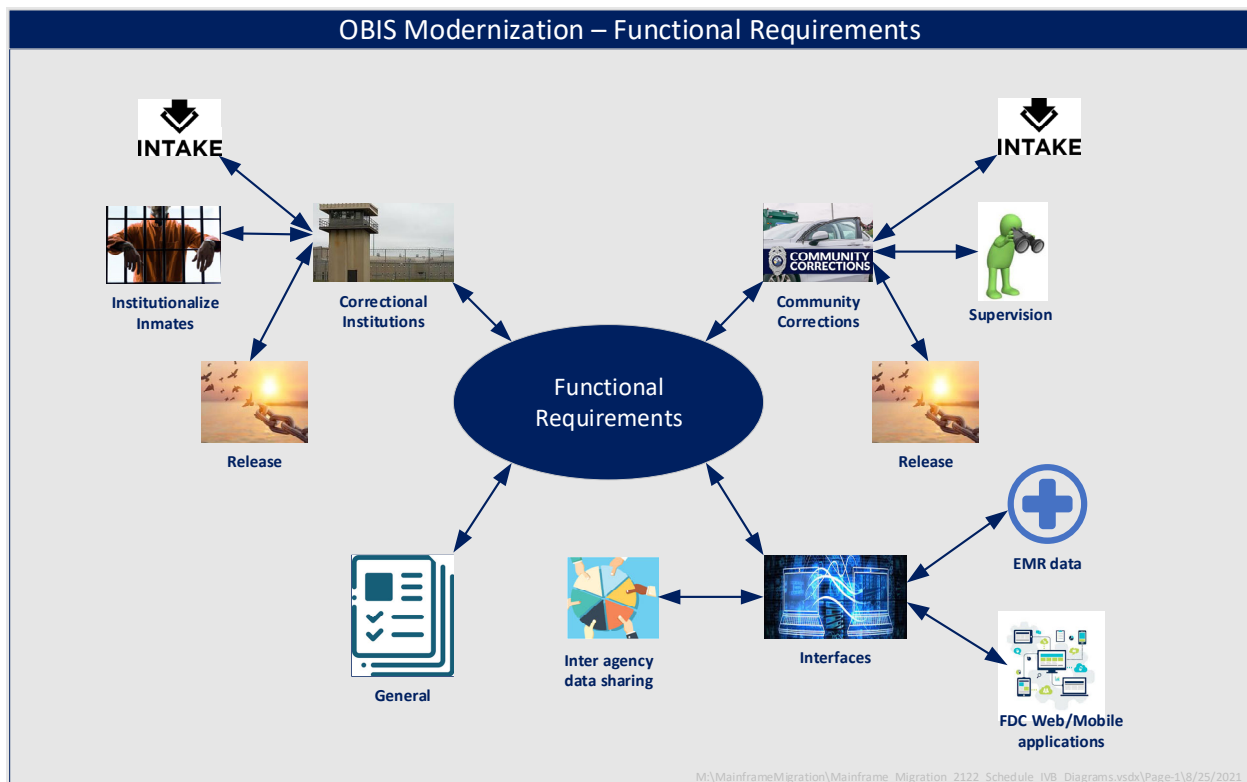 OBIS Modernization – Functional Requirements
INTAKE
INTAKE
COMMUNITY
CORRECTIONS
Institutionalize
Inmates
Correctional
Institutions
Community
Corrections
Supervision
Functional
Requirements
Release
Release
EMR data
Inter agency
data sharing
Interfaces
General
FDC Web/Mobile
applications
M:\MainframeMigration\Mainframe_Migration_2122_Schedule_IVB_Diagrams.vsdx\Page-1\8/25/2021